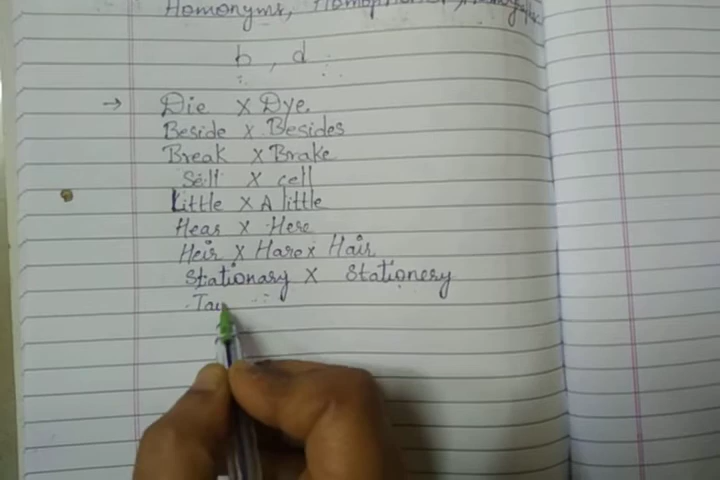 Homonyms, Homophones,
b, d
→ Die X Dye
Beside X Besides
Break X Brake
Sell X cell
Little X A little
Hear X Here
Heir X Hare X Hair
Stationary X Stationery
Tau